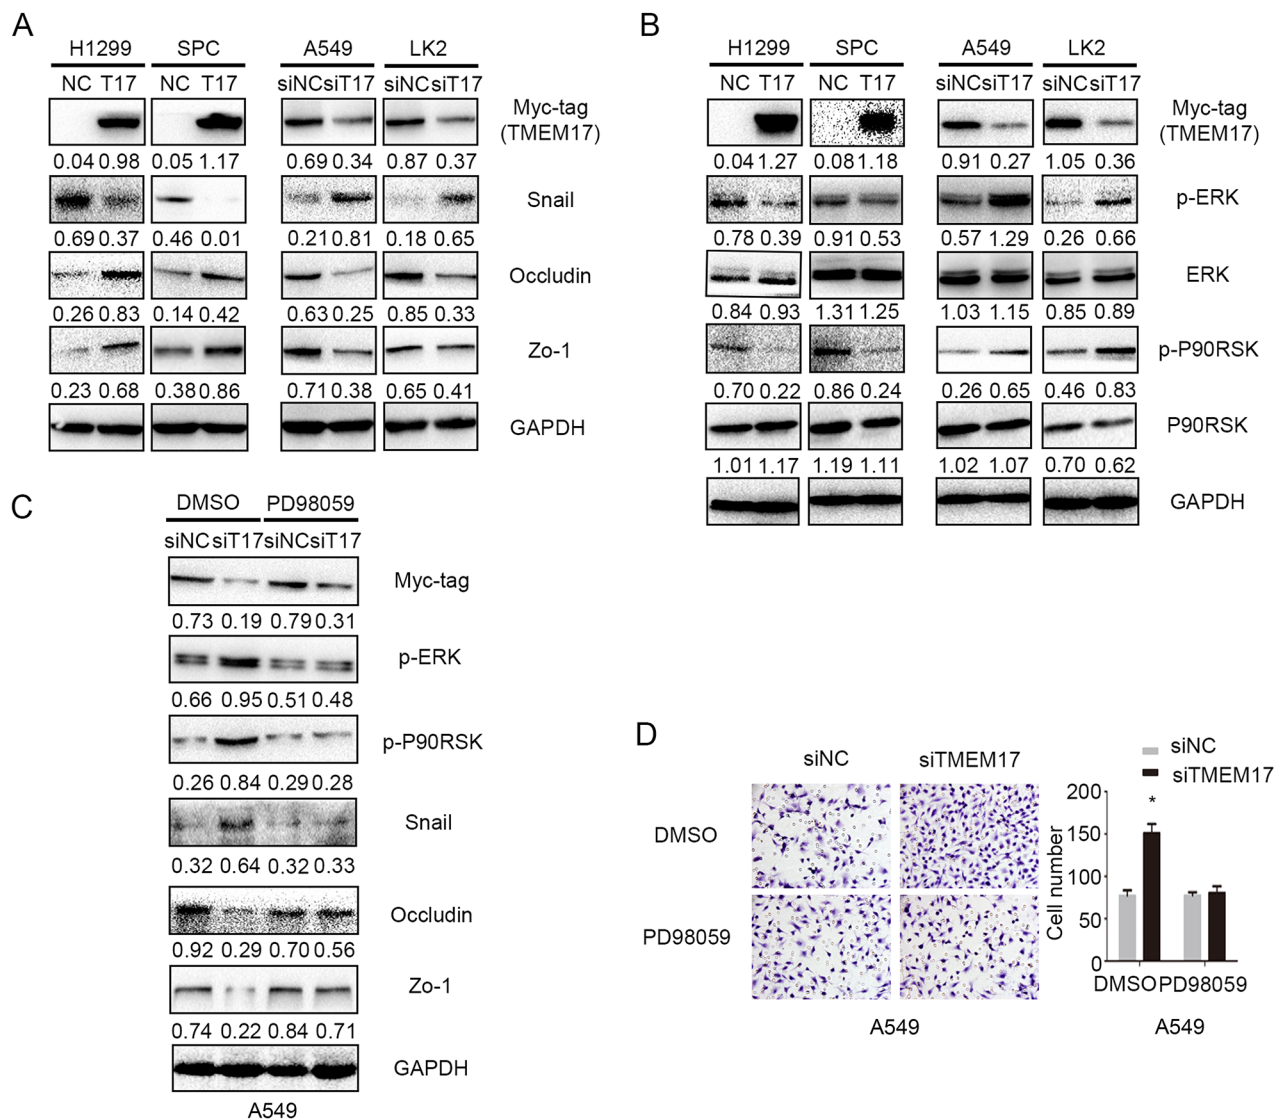 A
H1299 SPC A549 LK2
NC T17 NC T17 siNC siT17 siNC siT17
Myc-tag
(TMEM17)
0.04 0.98 0.05 1.17 0.69 0.34 0.87 0.37
Snail
0.69 0.37 0.46 0.01 0.21 0.81 0.18 0.65
Occludin
0.26 0.83 0.14 0.42 0.63 0.25 0.85 0.33
Zo-1
0.23 0.68 0.38 0.86 0.71 0.38 0.65 0.41
GAPDH
B
H1299 SPC A549 LK2
NC T17 NC T17 siNC siT17 siNC siT17
Myc-tag
(TMEM17)
0.04 1.27 0.08 1.18 0.91 0.27 1.05 0.36
p-ERK
0.78 0.39 0.91 0.53 0.57 1.29 0.26 0.66
ERK
0.84 0.93 1.31 1.25 1.03 1.15 0.85 0.89
p-P90RSK
0.70 0.22 0.86 0.24 0.26 0.65 0.46 0.83
P90RSK
1.01 1.17 1.19 1.11 1.02 1.07 0.70 0.62
GAPDH
C
DMSO PD98059
siNC siT17 siNC siT17
Myc-tag
0.73 0.19 0.79 0.31
p-ERK
0.66 0.95 0.51 0.48
p-P90RSK
0.26 0.84 0.29 0.28
Snail
0.32 0.64 0.32 0.33
Occludin
0.92 0.29 0.70 0.56
Zo-1
0.74 0.22 0.84 0.71
GAPDH
A549
D
siNC siTMEM17
DMSO
PD98059
A549
siNC
siTMEM17
Cell number
200
150
100
50
0
*
DMSO PD98059
A549